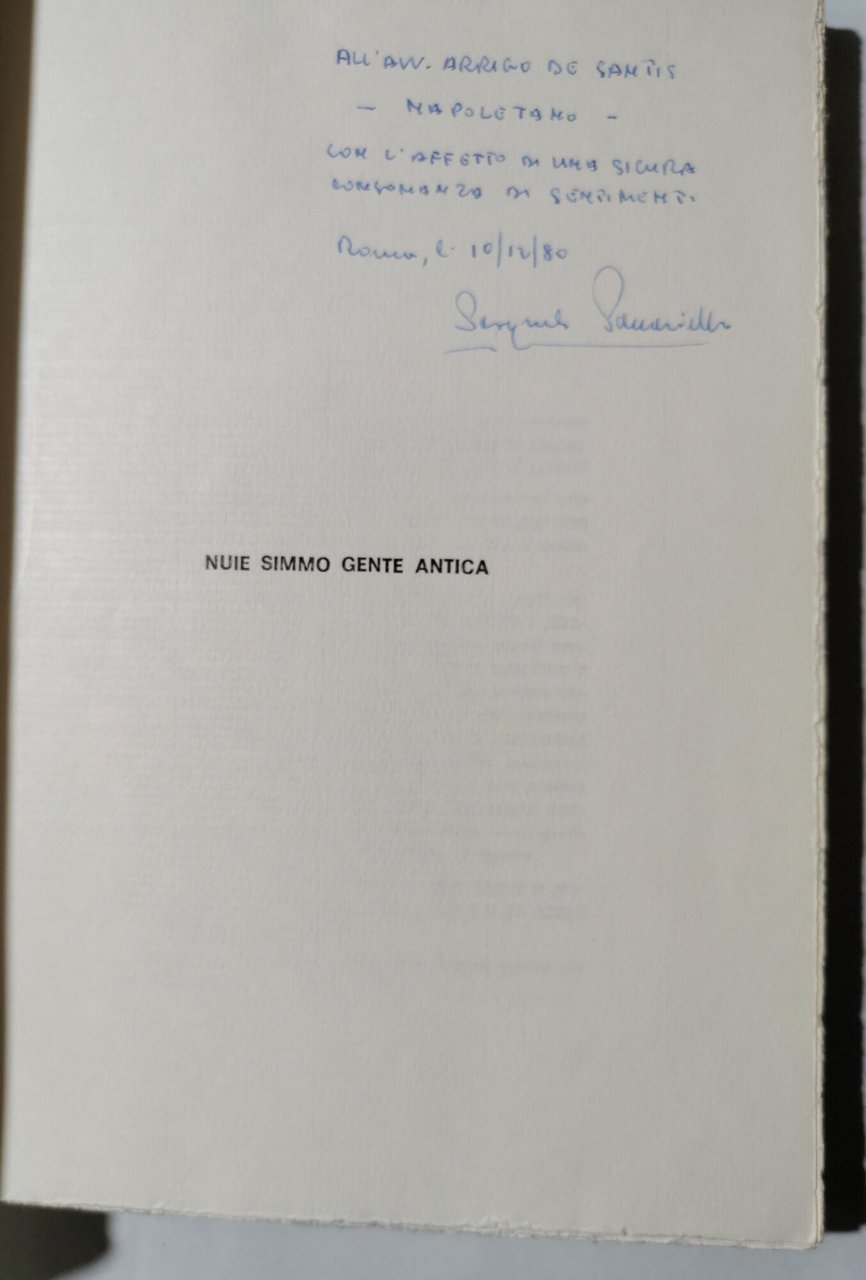 ALL'AVV. ARRIGO DE SANTIS
– NAPOLETANO –
CON L'AFFETTO DI UNA SICURA
CONSONANZA DI SENTIMENTI.
Roma, lì 10/12/80
NUIE SIMMO GENTE ANTICA